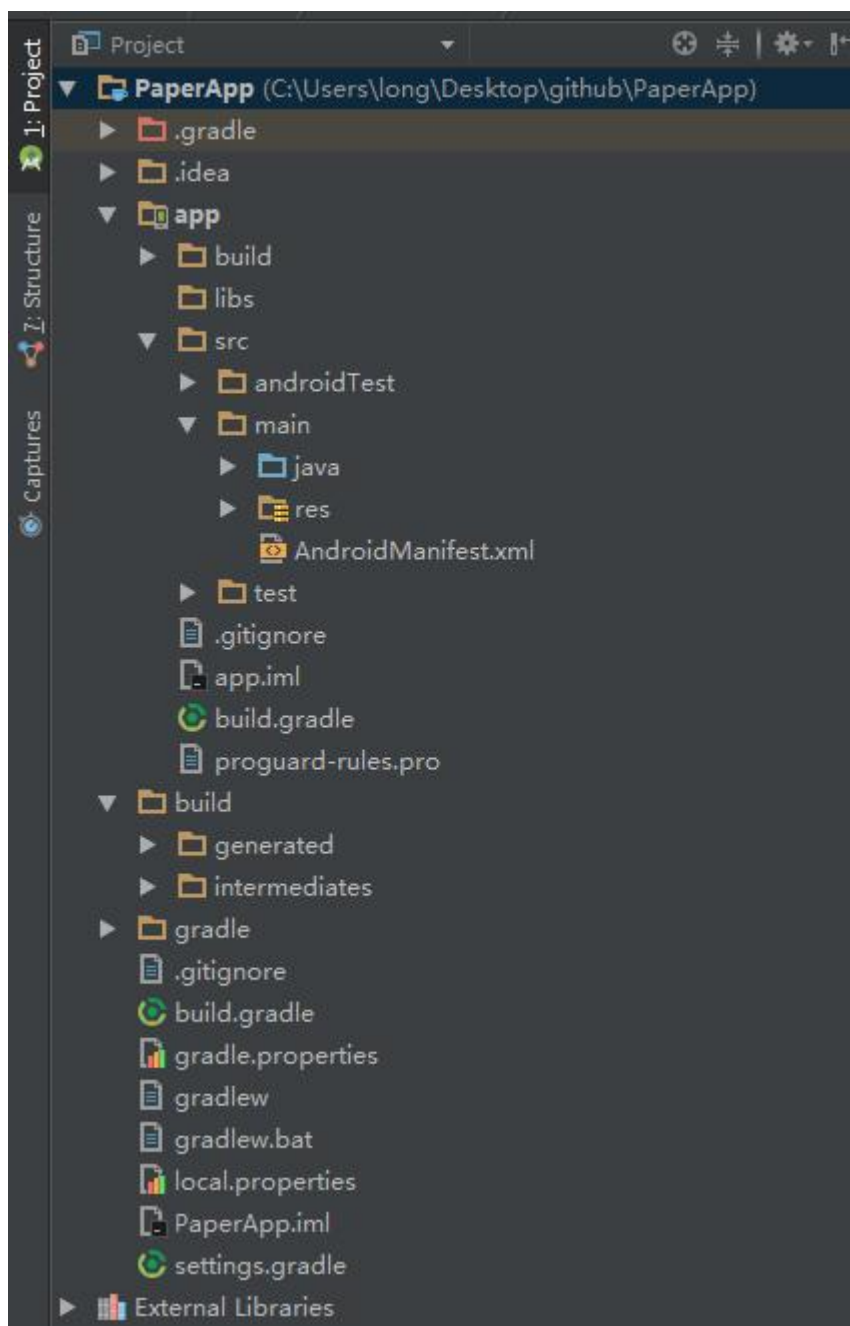 Project
PaperApp (C:\Users\long\Desktop\github\PaperApp)
.gradle
.idea
app
build
libs
src
androidTest
main
java
res
AndroidManifest.xml
test
.gitignore
app.iml
build.gradle
proguard-rules.pro
build
generated
intermediates
gradle
.gitignore
build.gradle
gradle.properties
gradlew
gradlew.bat
local.properties
PaperApp.iml
settings.gradle
External Libraries
1: Project
7: Structure
Captures